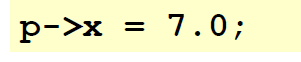 p->x = 7.0;